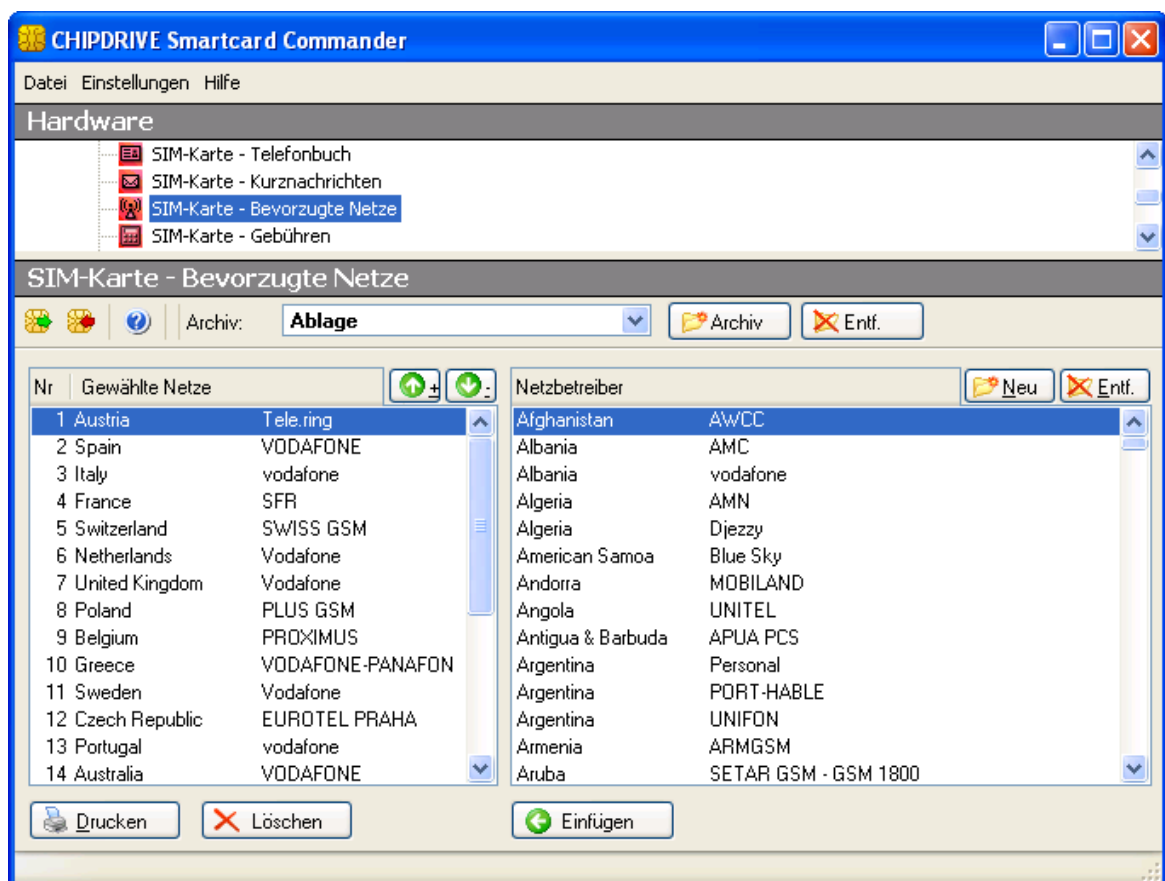 CHIPDRIVE Smartcard Commander
Datei Einstellungen Hilfe
Hardware
SIM-Karte - Telefonbuch
SIM-Karte - Kurznachrichten
SIM-Karte - Bevorzugte Netze
SIM-Karte - Gebühren
SIM-Karte - Bevorzugte Netze
Archiv: Ablage Archiv Entf.
Nr Gewählte Netze + -
1 Austria Tele.ring
2 Spain VODAFONE
3 Italy vodafone
4 France SFR
5 Switzerland SWISS GSM
6 Netherlands Vodafone
7 United Kingdom Vodafone
8 Poland PLUS GSM
9 Belgium PROXIMUS
10 Greece VODAFONE-PANAFON
11 Sweden Vodafone
12 Czech Republic EUROTEL PRAHA
13 Portugal vodafone
14 Australia VODAFONE
Drucken Löschen
Netzbetreiber Neu Entf.
Afghanistan AWCC
Albania AMC
Albania vodafone
Algeria AMN
Algeria Djezzy
American Samoa Blue Sky
Andorra MOBILAND
Angola UNITEL
Antigua & Barbuda APUA PCS
Argentina Personal
Argentina PORT-HABLE
Argentina UNIFON
Armenia ARMGSM
Aruba SETAR GSM - GSM 1800
Einfügen